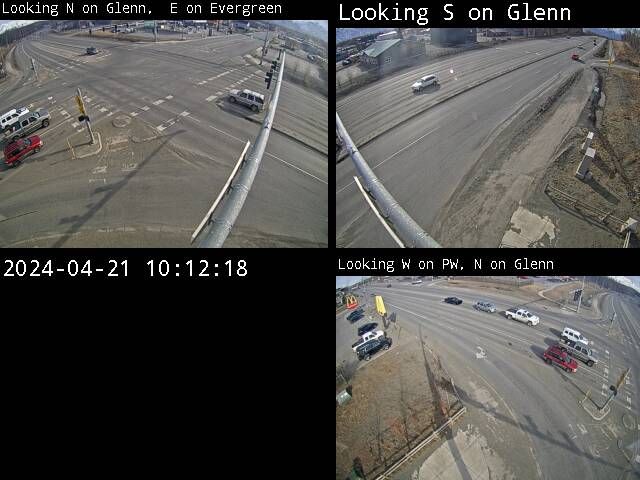 Looking N on Glenn,  E on Evergreen
Looking S on Glenn
2024-04-21 10:12:18
Looking W on PW, N on Glenn